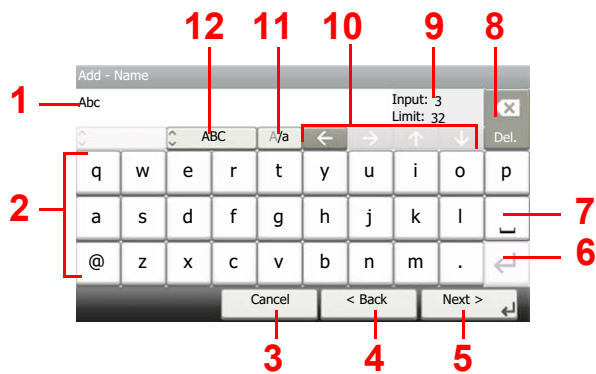 12 11 10 9 8
Add - Name
1 Abc Input: 3
Limit: 32
ABC A/a ← → ↑ ↓ Del.
2
q w e r t y u i o p
a s d f g h j k l 7
@ z x c v b n m . 6
Cancel < Back Next >
3 4 5